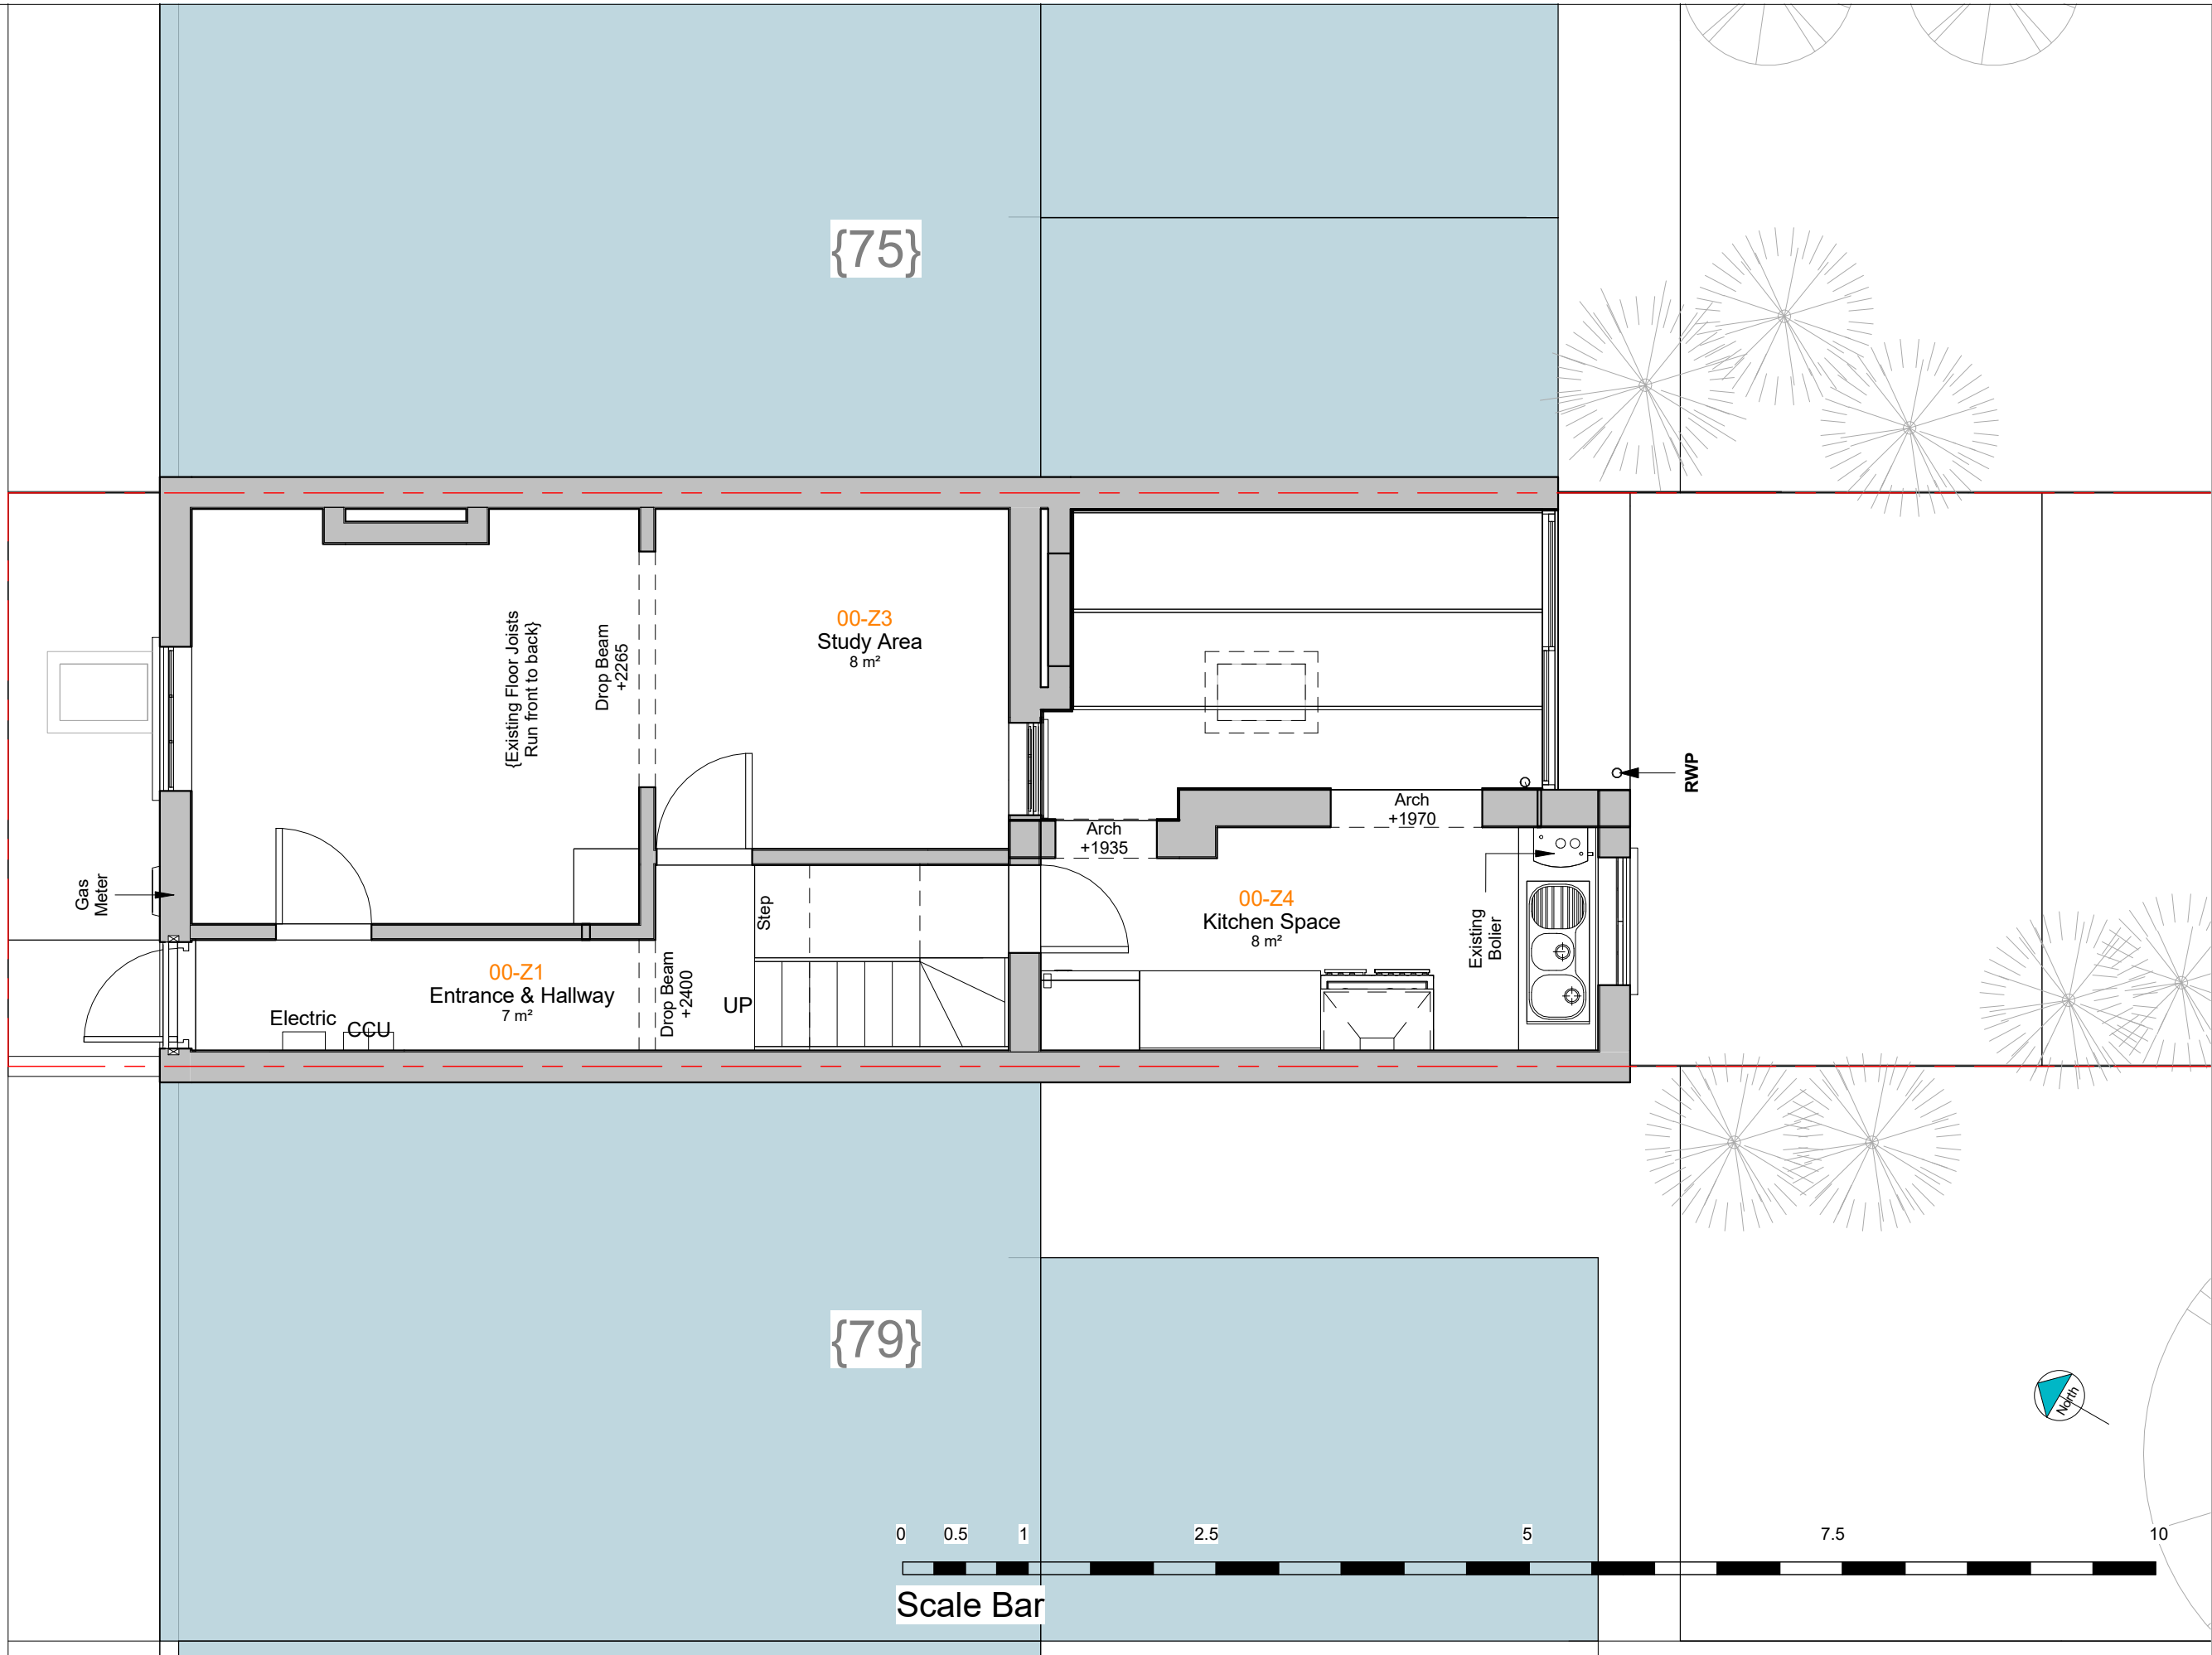 {75}
00-Z3
Study Area
8 m²
{Existing Floor Joists
Run front to back}
Drop Beam
+2265
RWP
Arch
+1970
Arch
+1935
Gas
Meter
Step
00-Z4
Kitchen Space
8 m²
Existing
Bolier
00-Z1
Entrance & Hallway
7 m²
Drop Beam
+2400
UP
Electric
CCU
{79}
North
0 0.5 1 2.5 5 7.5 10
Scale Bar